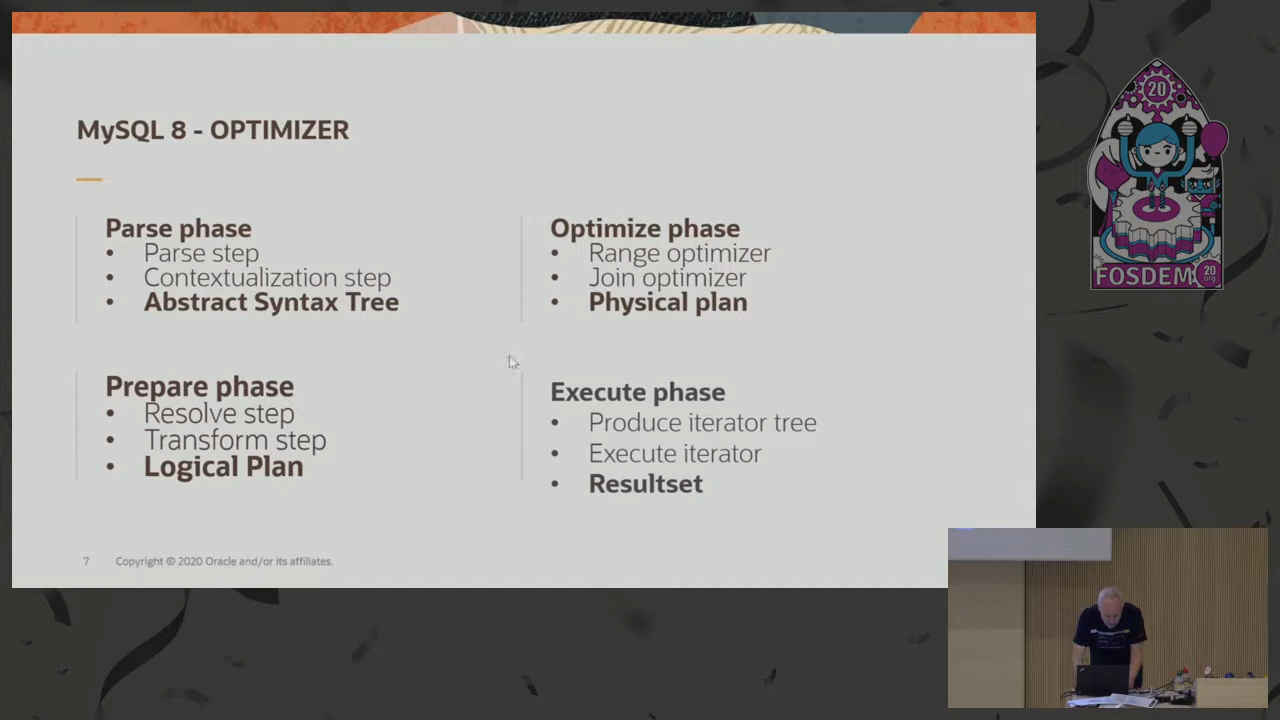 MySQL 8 - OPTIMIZER
Parse phase
• Parse step
• Contextualization step
• Abstract Syntax Tree
Optimize phase
• Range optimizer
• Join optimizer
• Physical plan
Prepare phase
• Resolve step
• Transform step
• Logical Plan
Execute phase
• Produce iterator tree
• Execute iterator
• Resultset
7 Copyright © 2020 Oracle and/or its affiliates.
20
FOSDEM
20
org